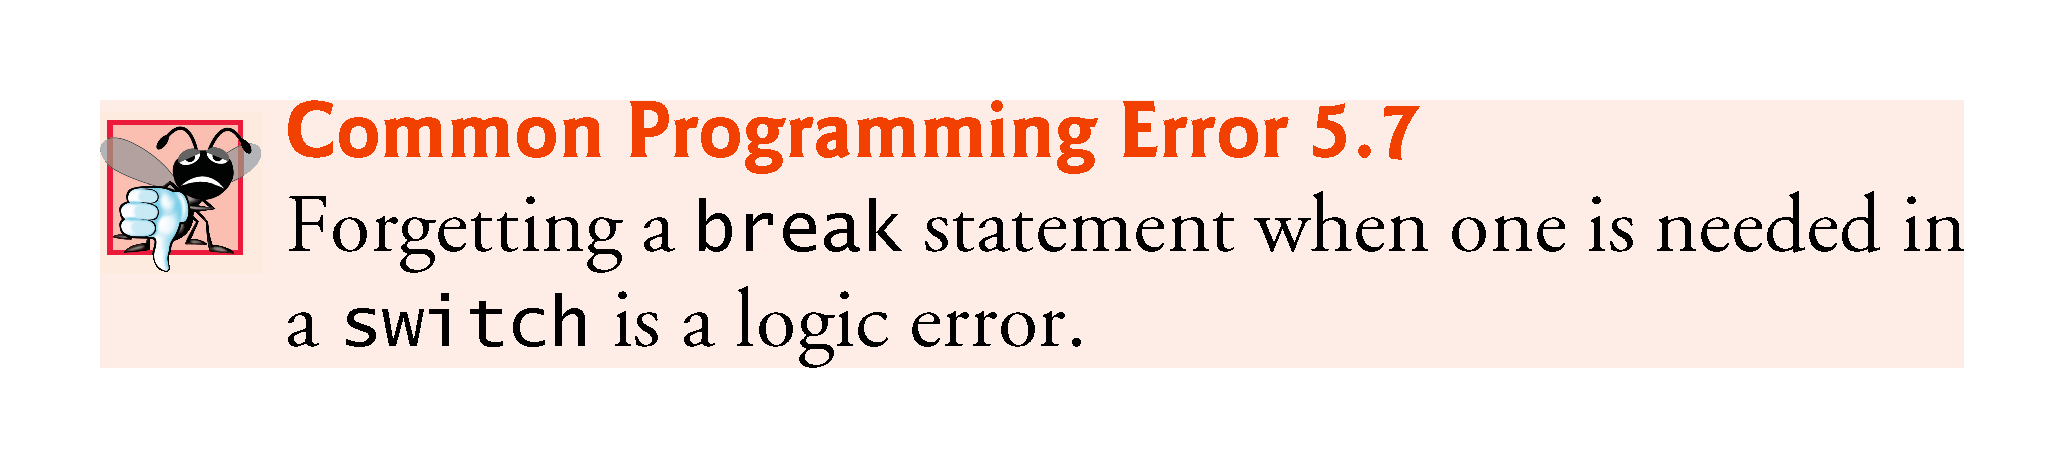 Common Programming Error 5.7
Forgetting a break statement when one is needed in
a switch is a logic error.